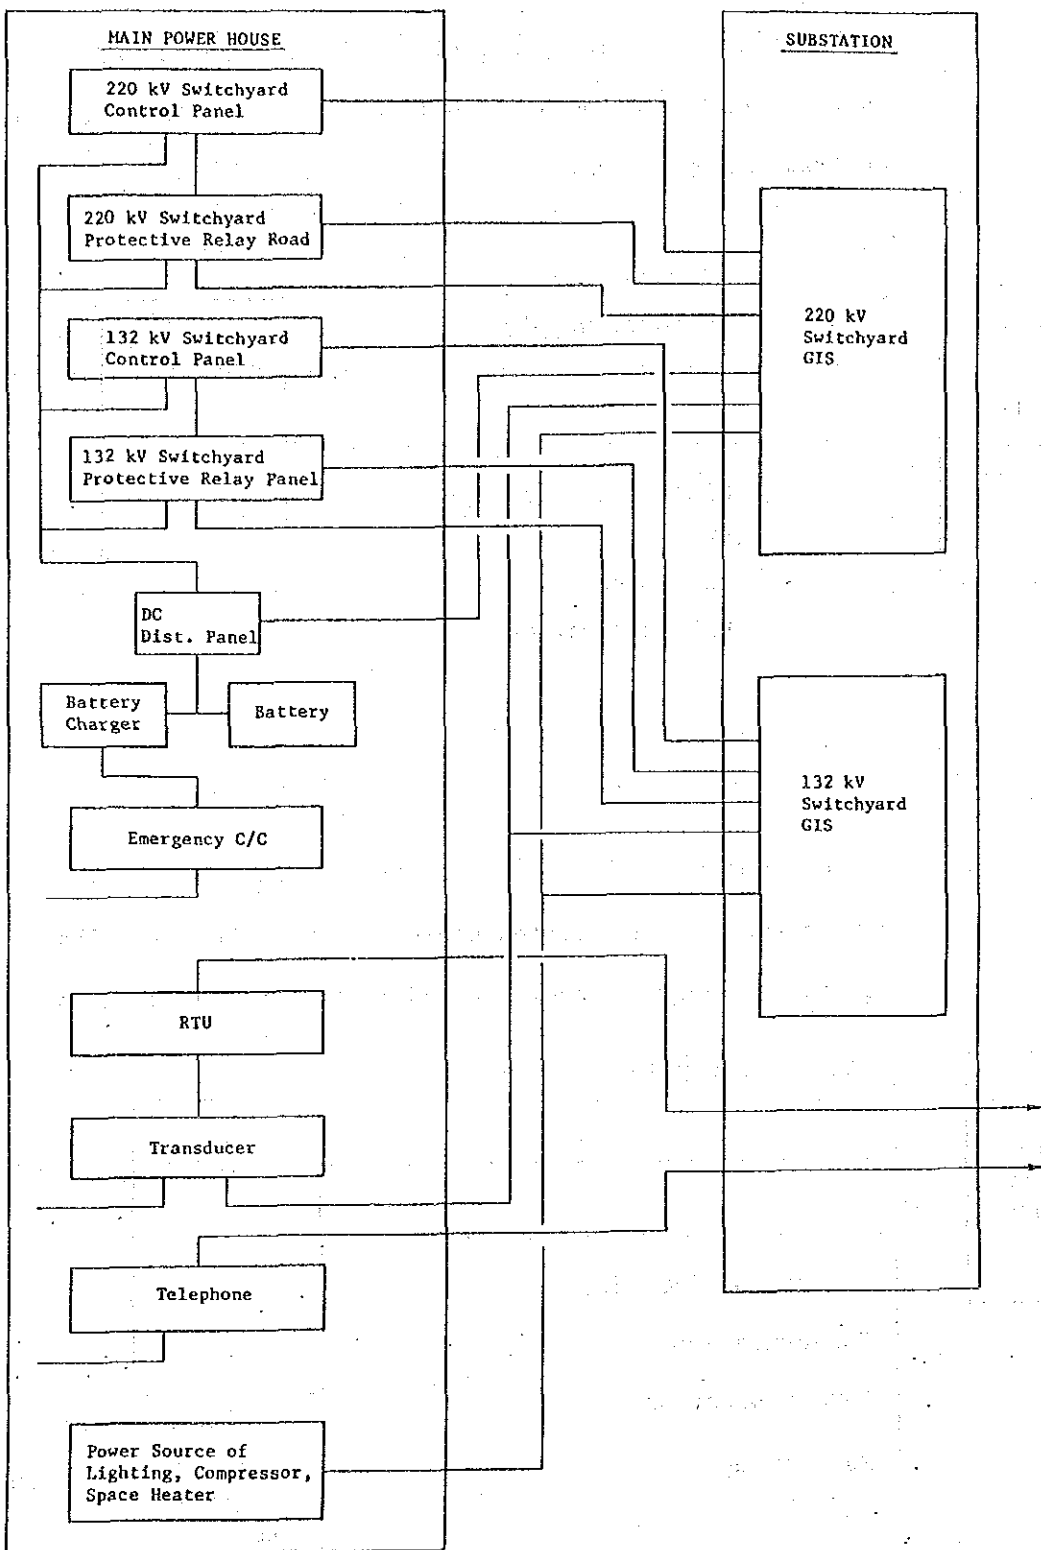 MAIN POWER HOUSE
220 kV Switchyard
Control Panel
220 kV Switchyard
Protective Relay Road
132 kV Switchyard
Control Panel
132 kV Switchyard
Protective Relay Panel
DC
Dist. Panel
Battery
Charger
Battery
Emergency C/C
RTU
Transducer
Telephone
Power Source of
Lighting, Compressor,
Space Heater
SUBSTATION
220 kV
Switchyard
GIS
132 kV
Switchyard
GIS